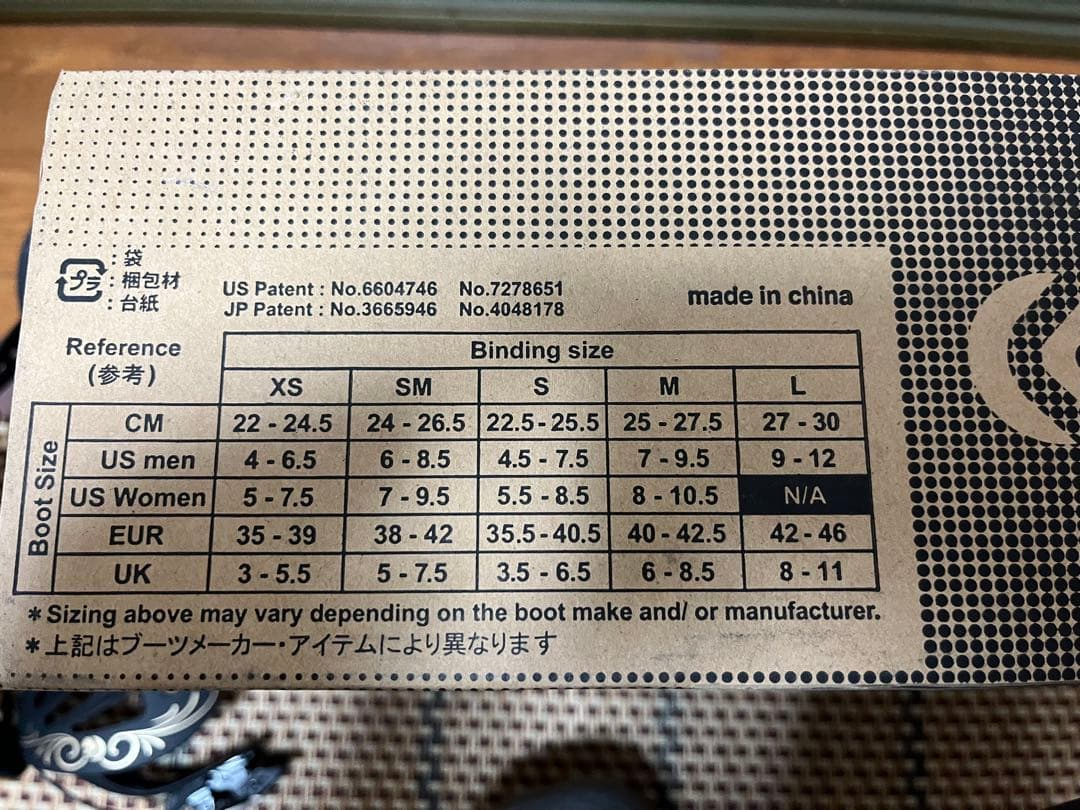 プラ : 袋
: 梱包材
: 台紙
US Patent : No.6604746 No.7278651
JP Patent : No.3665946 No.4048178
made in china
Reference
(参考)
Binding size
XS SM S M L
Boot Size
CM 22 - 24.5 24 - 26.5 22.5 - 25.5 25 - 27.5 27 - 30
US men 4 - 6.5 6 - 8.5 4.5 - 7.5 7 - 9.5 9 - 12
US Women 5 - 7.5 7 - 9.5 5.5 - 8.5 8 - 10.5 N/A
EUR 35 - 39 38 - 42 35.5 - 40.5 40 - 42.5 42 - 46
UK 3 - 5.5 5 - 7.5 3.5 - 6.5 6 - 8.5 8 - 11
*Sizing above may vary depending on the boot make and/ or manufacturer.
*上記はブーツメーカー・アイテムにより異なります